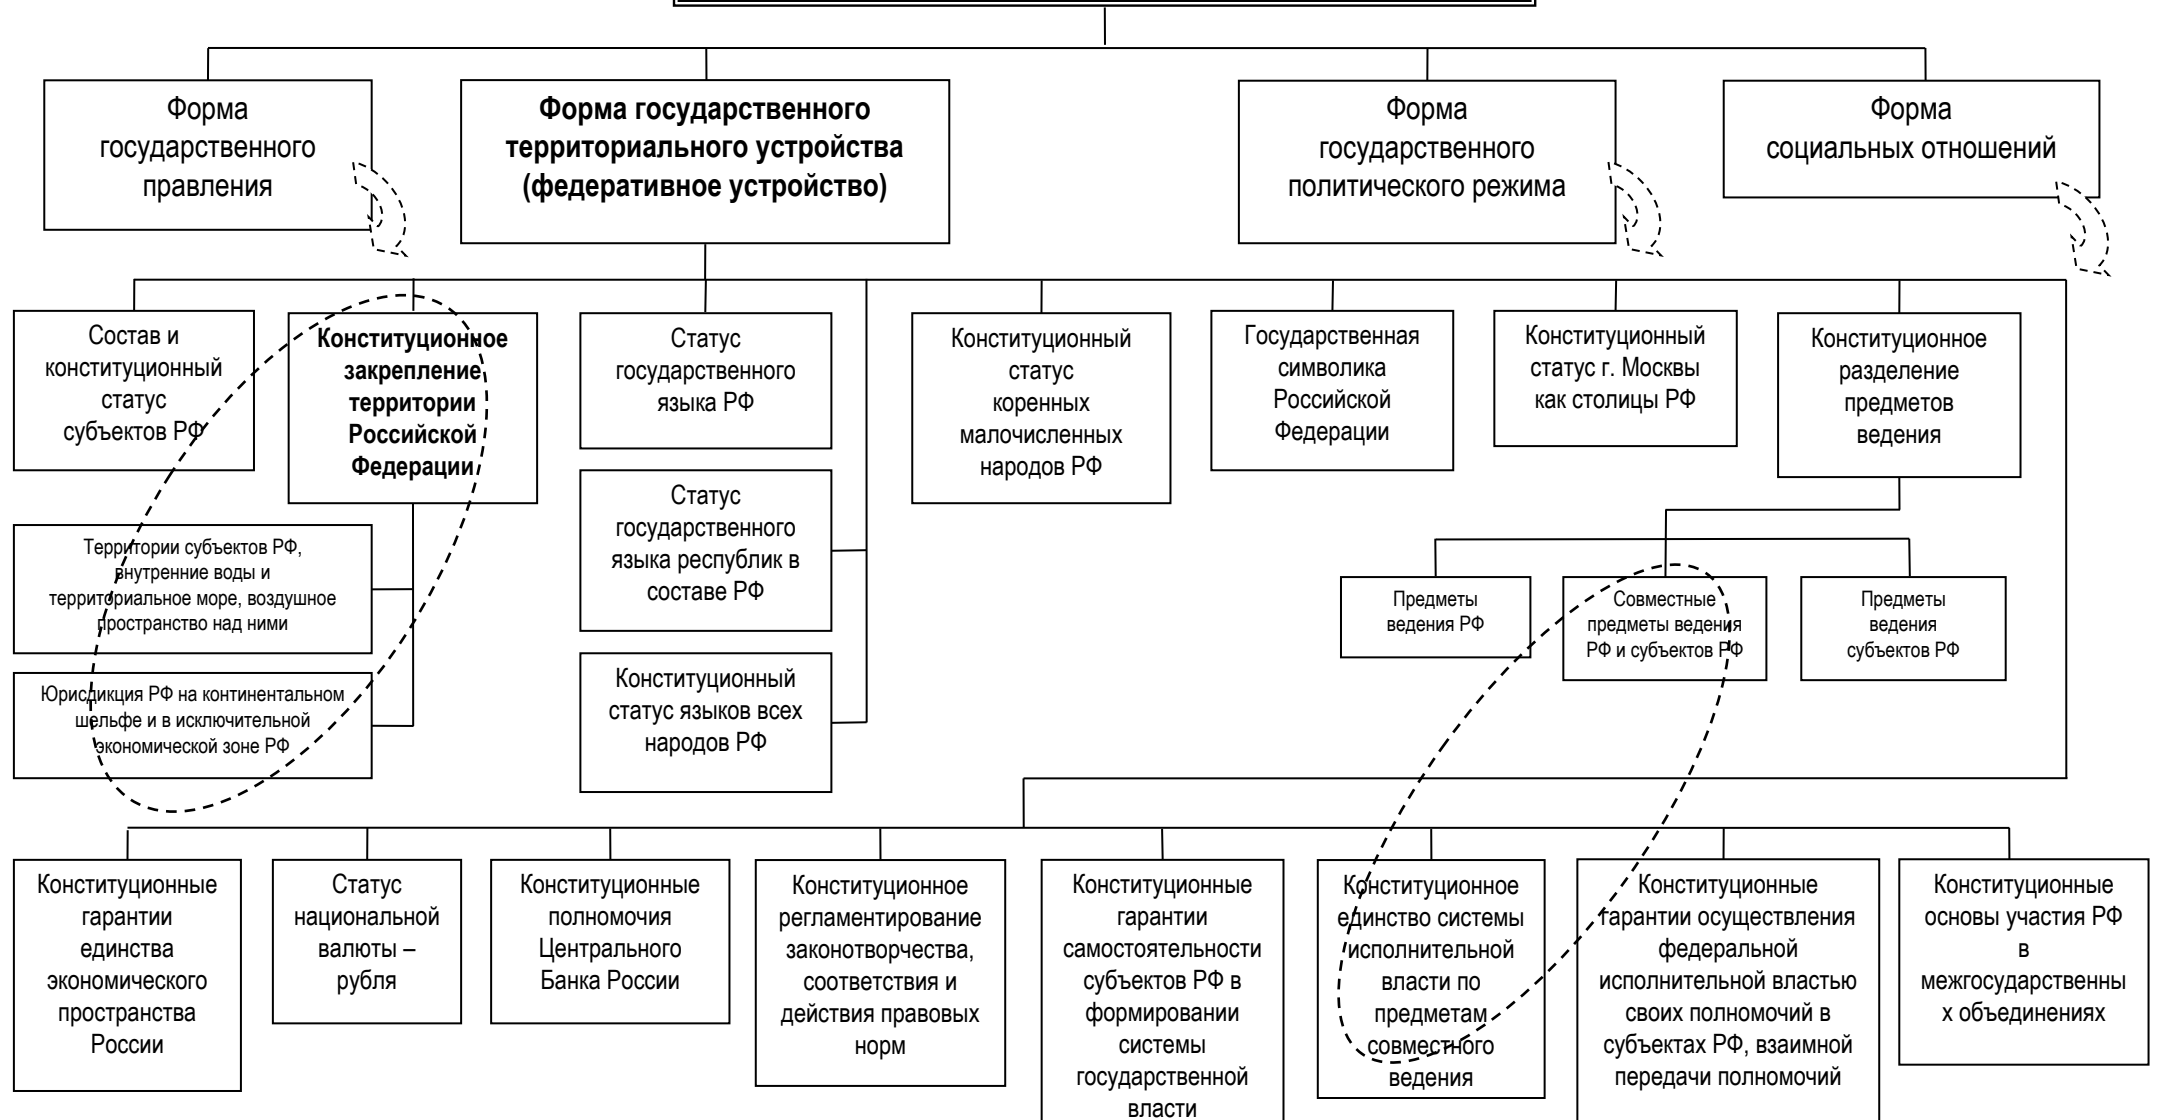 Форма
государственного
правления
Форма государственного
территориального устройства
(федеративное устройство)
Форма
государственного
политического режима
Форма
социальных отношений
Состав и
конституционный
статус
субъектов РФ
Конституционное
закрепление
территории
Российской
Федерации
Статус
государственного
языка РФ
Конституционный
статус
коренных
малочисленных
народов РФ
Государственная
символика
Российской
Федерации
Конституционный
статус г. Москвы
как столицы РФ
Конституционное
разделение
предметов
ведения
Территории субъектов РФ,
внутренние воды и
территориальное море, воздушное
пространство над ними
Статус
государственного
языка республик в
составе РФ
Предметы
ведения РФ
Совместные
предметы ведения
РФ и субъектов РФ
Предметы
ведения
субъектов РФ
Юрисдикция РФ на континентальном
шельфе и в исключительной
экономической зоне РФ
Конституционный
статус языков всех
народов РФ
Конституционные
гарантии
единства
экономического
пространства
России
Статус
национальной
валюты –
рубля
Конституционные
полномочия
Центрального
Банка России
Конституционное
регламентирование
законотворчества,
соответствия и
действия правовых
норм
Конституционные
гарантии
самостоятельности
субъектов РФ в
формировании
системы
государственной
власти
Конституционное
единство системы
исполнительной
власти по
предметам
совместного
ведения
Конституционные
гарантии осуществления
федеральной
исполнительной властью
своих полномочий в
субъектах РФ, взаимной
передачи полномочий
Конституционные
основы участия РФ
в
межгосударственны
х объединениях